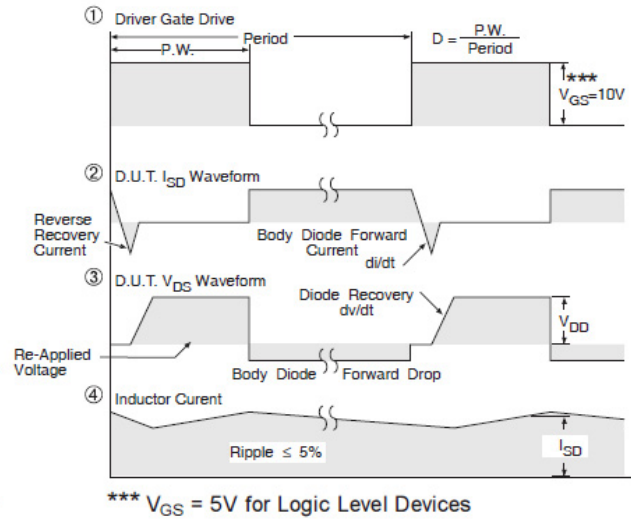 ① Driver Gate Drive
Period
P.W.
D = P.W. / Period
***
VGS=10V
② D.U.T. ISD Waveform
Reverse
Recovery
Current
Body Diode Forward
Current
di/dt
③ D.U.T. VDS Waveform
Diode Recovery
dv/dt
VDD
Re-Applied
Voltage
Body Diode Forward Drop
④ Inductor Curent
Ripple ≤ 5%
ISD
*** VGS = 5V for Logic Level Devices